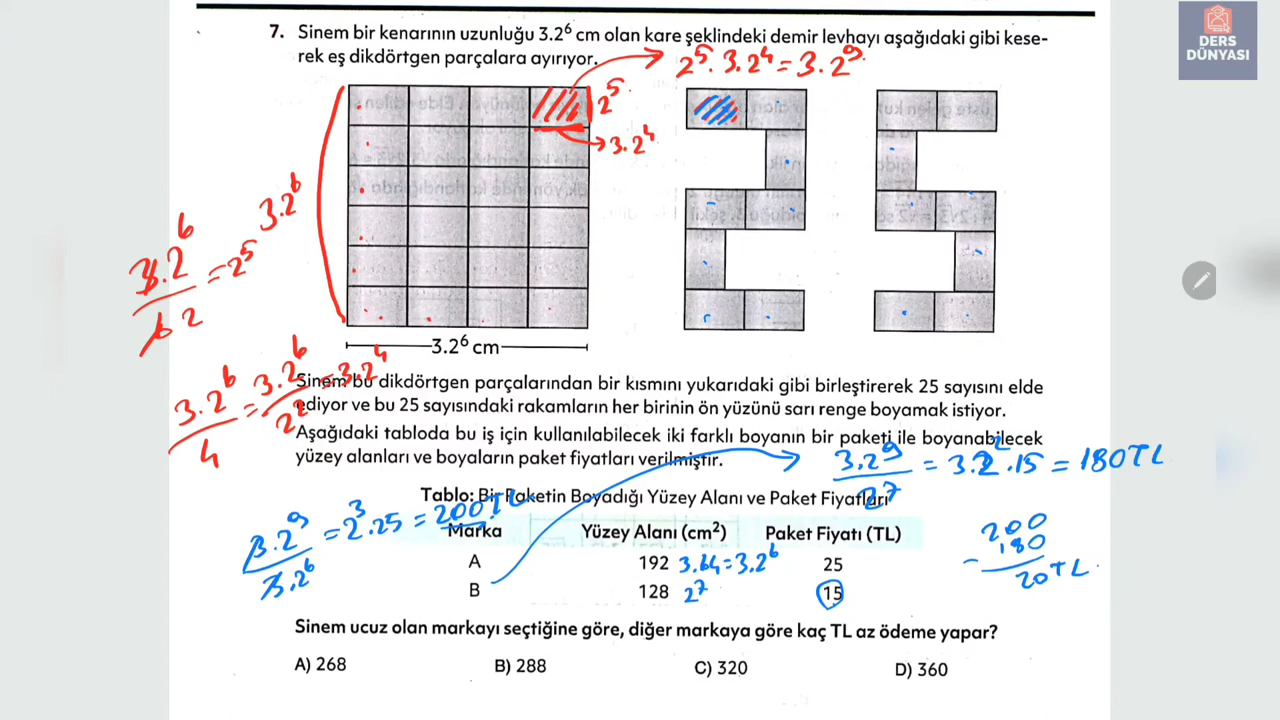 DERS
DÜNYASI
7. Sinem bir kenarının uzunluğu 3.2⁶ cm olan kare şeklindeki demir levhayı aşağıdaki gibi kese-
rek eş dikdörtgen parçalara ayırıyor.
2⁵.3.2⁴=3.2⁹
2⁵
3.2⁴
3.2⁶
3.2⁶/62=2⁵
3.2⁶ cm
3.2⁶/4=3.2⁶/2²=3.2⁴
Sinem bu dikdörtgen parçalarından bir kısmını yukarıdaki gibi birleştirerek 25 sayısını elde
ediyor ve bu 25 sayısındaki rakamların her birinin ön yüzünü sarı renge boyamak istiyor.
Aşağıdaki tabloda bu iş için kullanılabilecek iki farklı boyanın bir paketi ile boyanabilecek
yüzey alanları ve boyaların paket fiyatları verilmiştir.
3.2⁹/2⁷=3.2².15=180TL
Tablo: Bir Paketin Boyadığı Yüzey Alanı ve Paket Fiyatları
3.2⁹/3.2⁶=2³.25=200TL
Marka Yüzey Alanı (cm²) Paket Fiyatı (TL)
A 192 3.64=3.2⁶ 25
B 128 2⁷ 15
200
180
- 20TL
Sinem ucuz olan markayı seçtiğine göre, diğer markaya göre kaç TL az ödeme yapar?
A) 268 B) 288 C) 320 D) 360